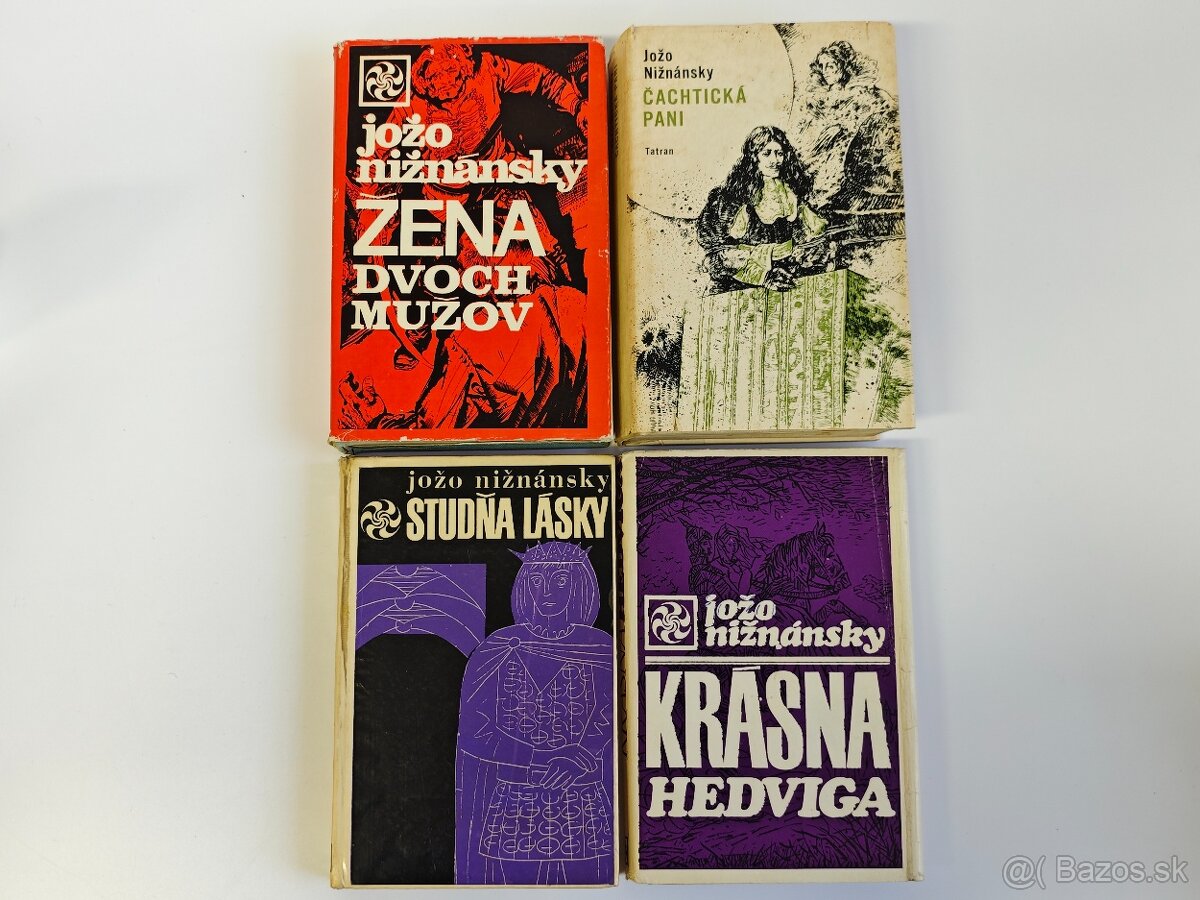 jožo
nižnánsky
ŽENA
DVOCH
MUŽOV
Jožo
Nižnánsky
ČACHTICKÁ
PANI
Tatran
jožo nižnánsky
STUDŇA LÁSKY
jožo
nižnánsky
KRÁSNA
HEDVIGA
@( Bazos.sk